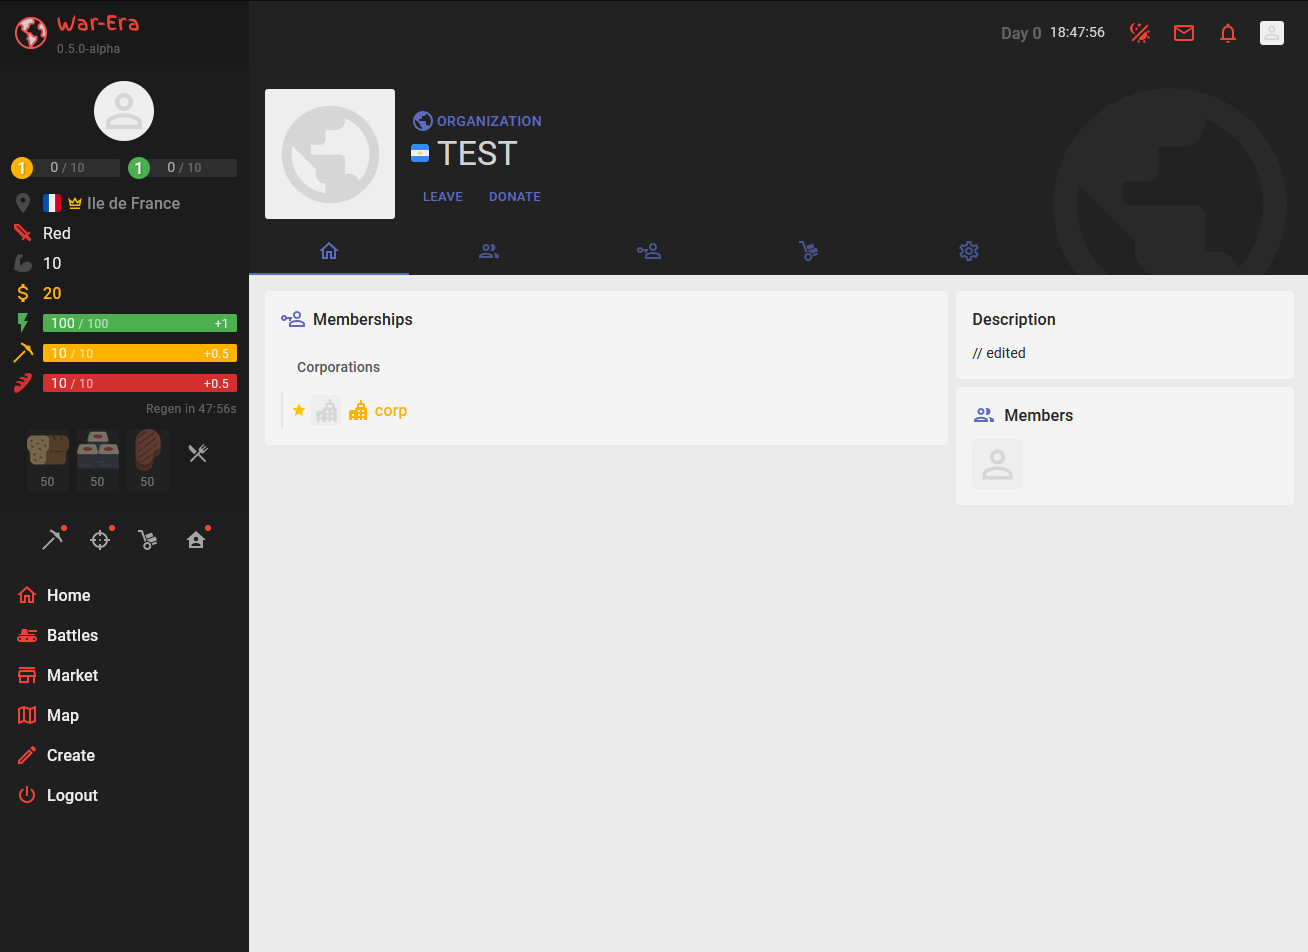 War-Era
0.5.0-alpha
Day 0 18:47:56
1 0 / 10 1 0 / 10
Ile de France
Red
10
20
100 / 100 +1
10 / 10 +0.5
10 / 10 +0.5
Regen in 47:56s
50 50 50
Home
Battles
Market
Map
Create
Logout
ORGANIZATION
TEST
LEAVE DONATE
Memberships
Corporations
corp
Description
// edited
Members